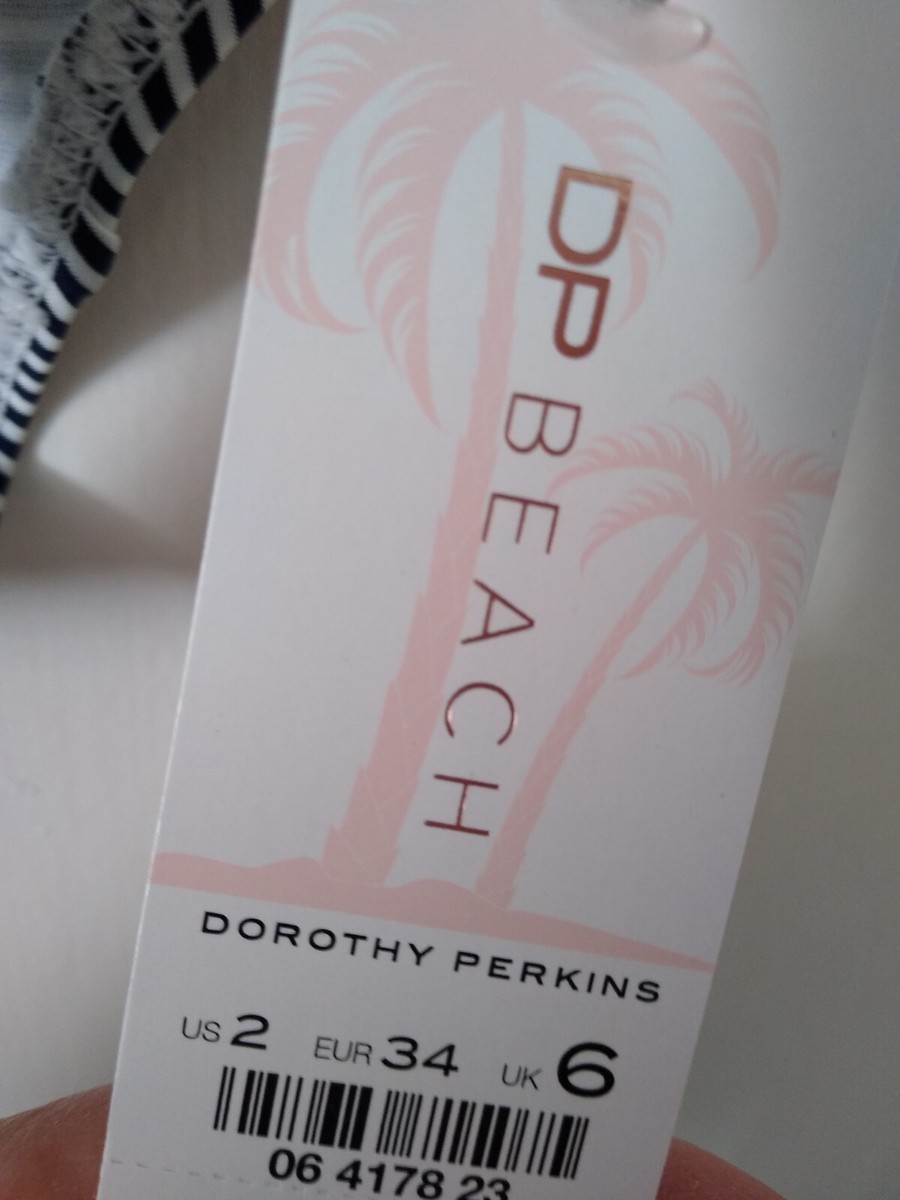 DP BEACH
DOROTHY PERKINS
US 2 EUR 34 UK 6
06 4178 23